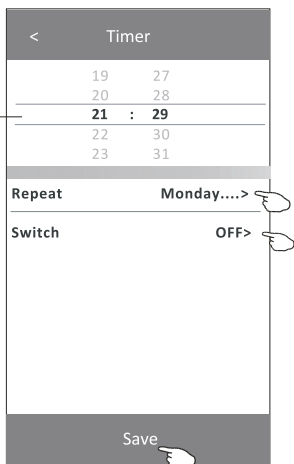 < Timer
19 27
20 28
21 : 29
22 30
23 31
Repeat Monday....>
Switch OFF>
Save